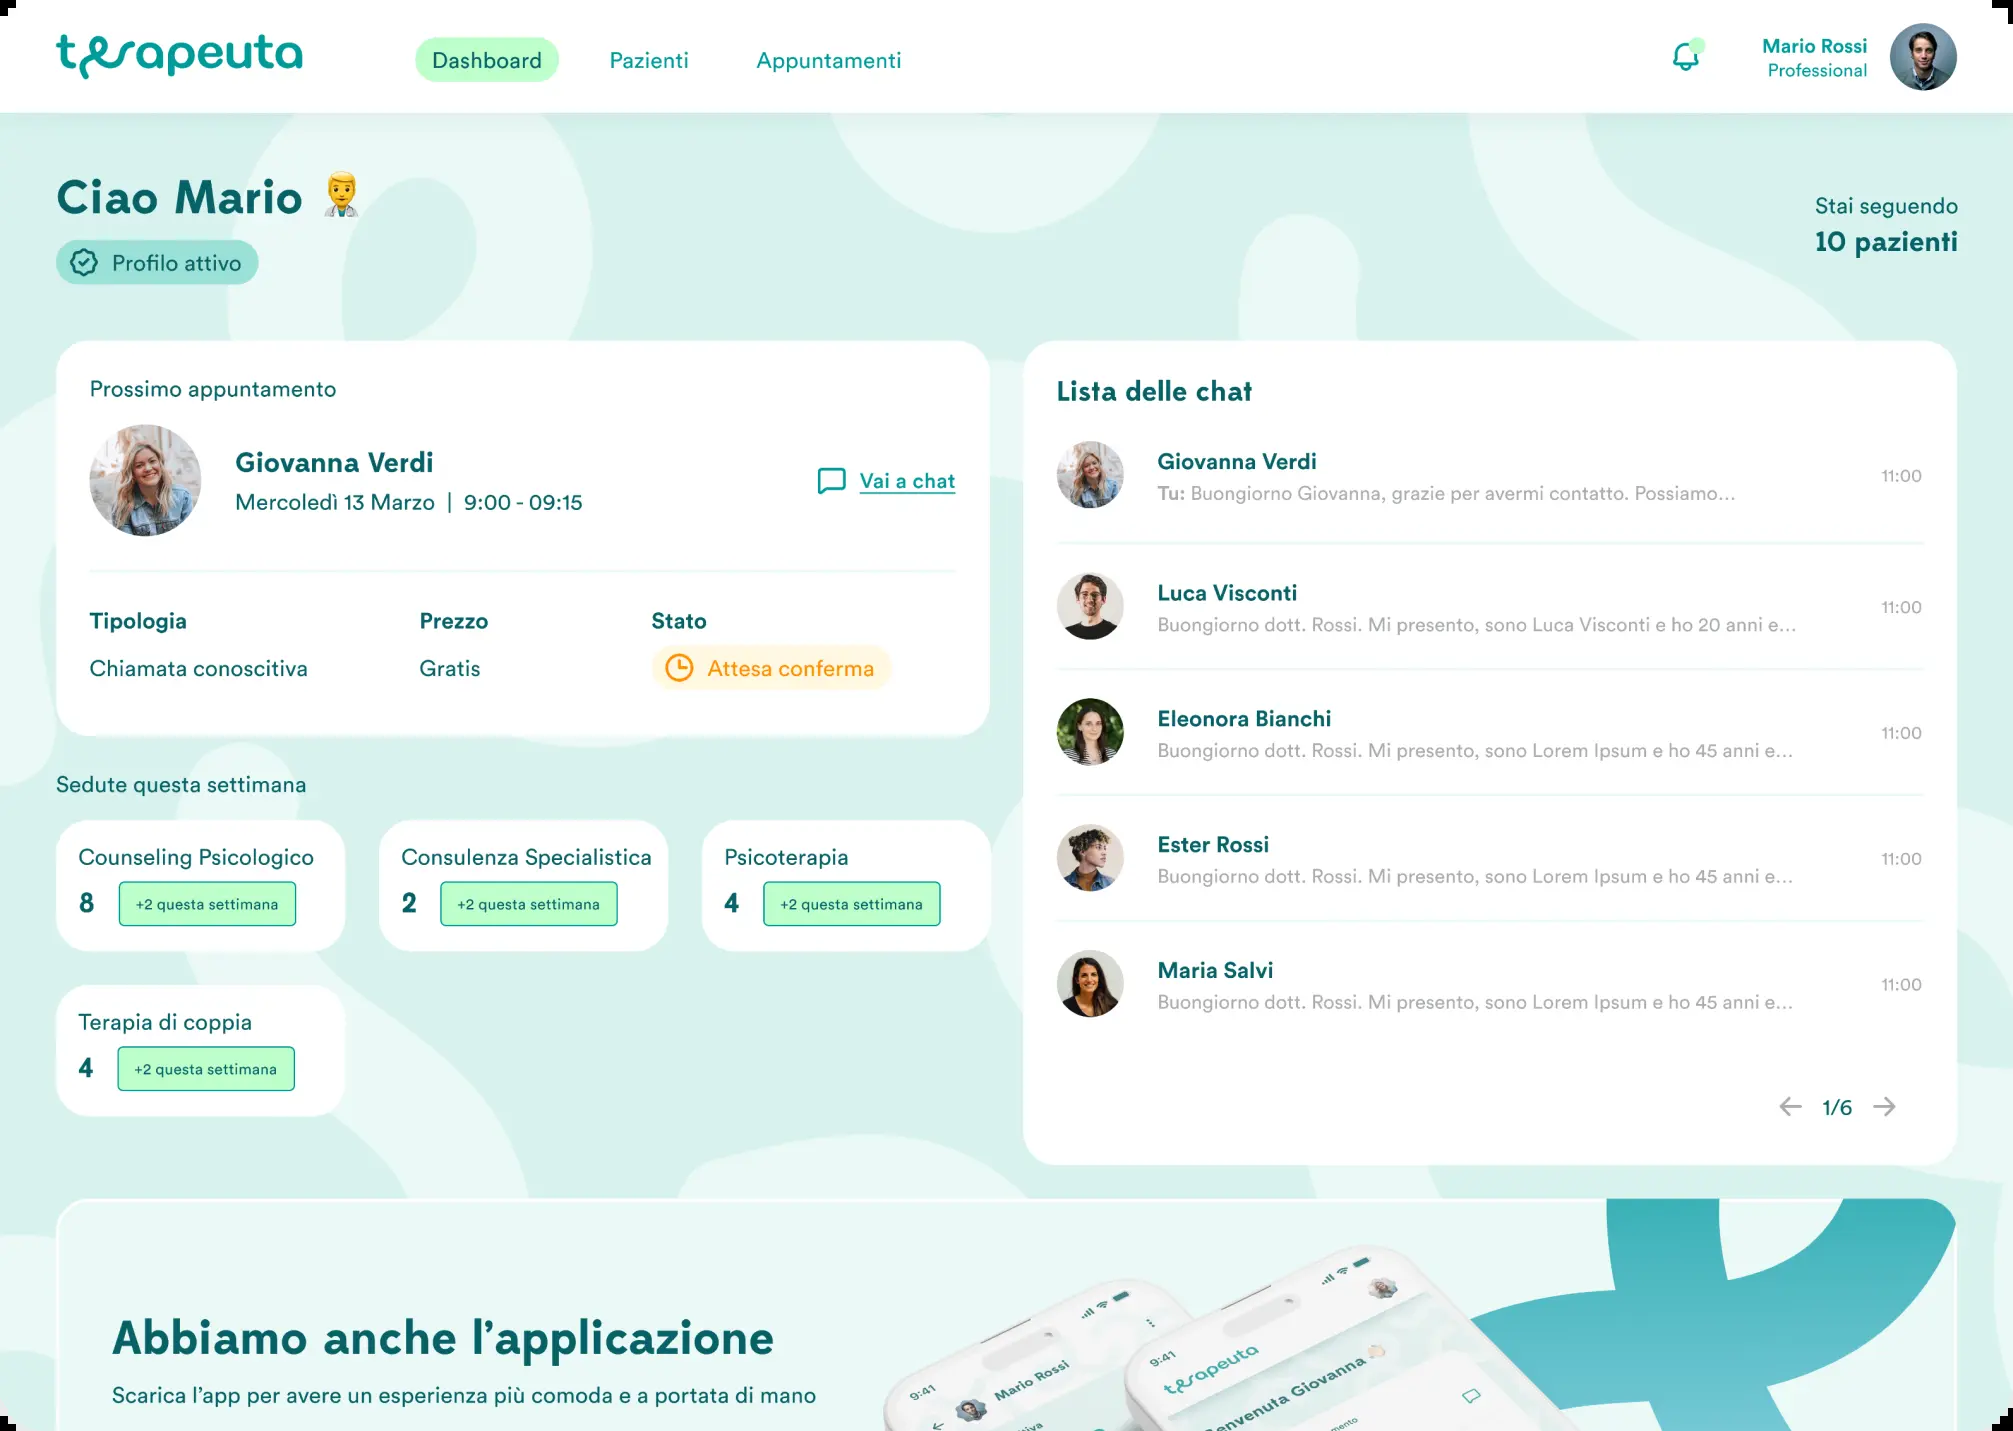 terapeuta
Dashboard
Pazienti
Appuntamenti
Mario Rossi
Professional
Ciao Mario
Profilo attivo
Stai seguendo
10 pazienti
Prossimo appuntamento
Giovanna Verdi
Mercoledì 13 Marzo | 9:00 - 09:15
Vai a chat
Tipologia
Prezzo
Stato
Chiamata conoscitiva
Gratis
Attesa conferma
Sedute questa settimana
Counseling Psicologico
8
+2 questa settimana
Consulenza Specialistica
2
+2 questa settimana
Psicoterapia
4
+2 questa settimana
Terapia di coppia
4
+2 questa settimana
Lista delle chat
Giovanna Verdi
Tu: Buongiorno Giovanna, grazie per avermi contatto. Possiamo...
11:00
Luca Visconti
Buongiorno dott. Rossi. Mi presento, sono Luca Visconti e ho 20 anni e...
11:00
Eleonora Bianchi
Buongiorno dott. Rossi. Mi presento, sono Lorem Ipsum e ho 45 anni e...
11:00
Ester Rossi
Buongiorno dott. Rossi. Mi presento, sono Lorem Ipsum e ho 45 anni e...
11:00
Maria Salvi
Buongiorno dott. Rossi. Mi presento, sono Lorem Ipsum e ho 45 anni e...
11:00
1/6
Abbiamo anche l'applicazione
Scarica l'app per avere un esperienza più comoda e a portata di mano
9:41
Mario Rossi
9:41
terapeuta
Benvenuta Giovanna